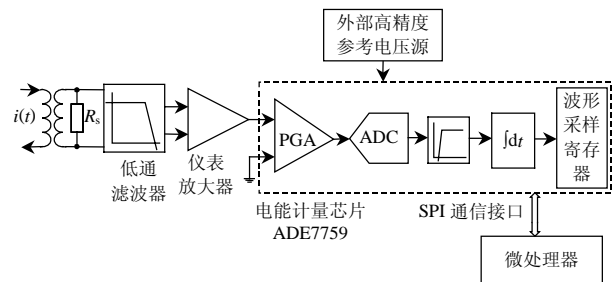 外部高精度
参考电压源
i(t)
Rs
PGA
ADC
∫dt
波形
采样
寄存
器
低通
滤波器
仪表
放大器
电能计量芯片
ADE7759
SPI 通信接口
微处理器